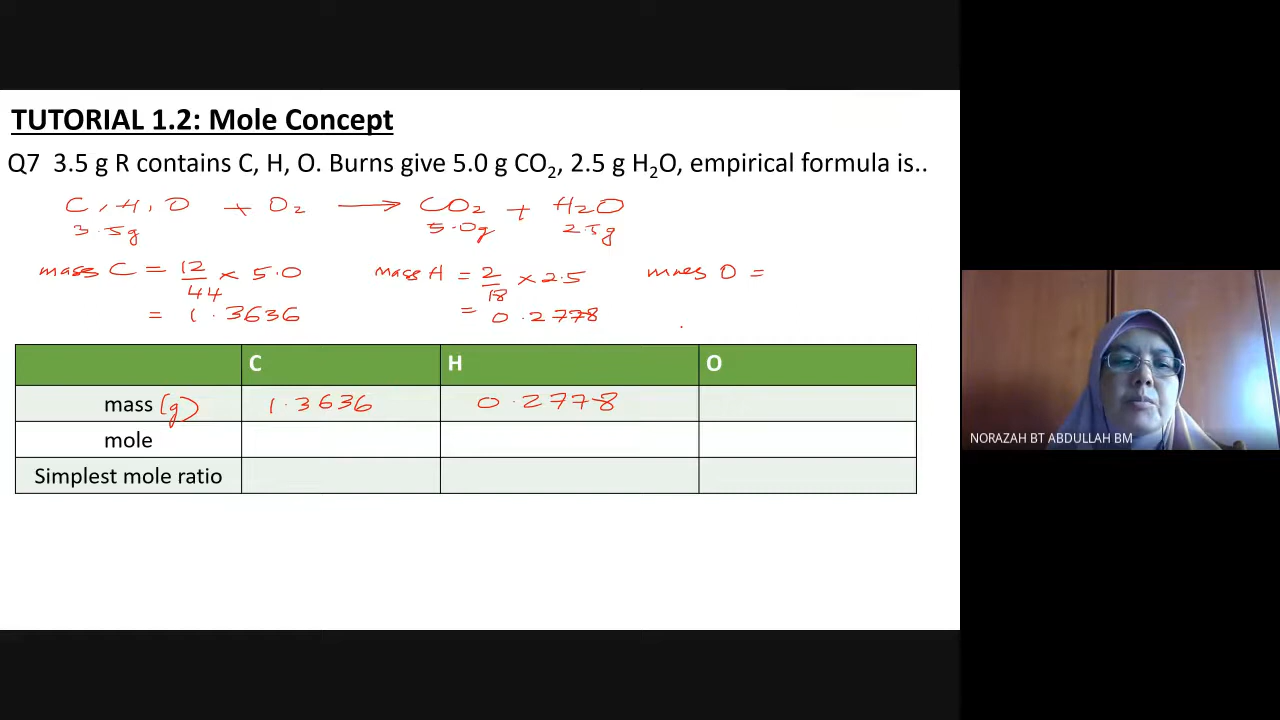 TUTORIAL 1.2: Mole Concept
Q7 3.5 g R contains C, H, O. Burns give 5.0 g CO₂, 2.5 g H₂O, empirical formula is..
C, H, O + O₂ → CO₂ + H₂O
3.5g 5.0g 2.5g
mass C = 12/44 × 5.0 mass H = 2/18 × 2.5 mass O =
= 1.3636 = 0.2778
C H O
mass (g) 1.3636 0.2778
mole
Simplest mole ratio
NORAZAH BT ABDULLAH BM